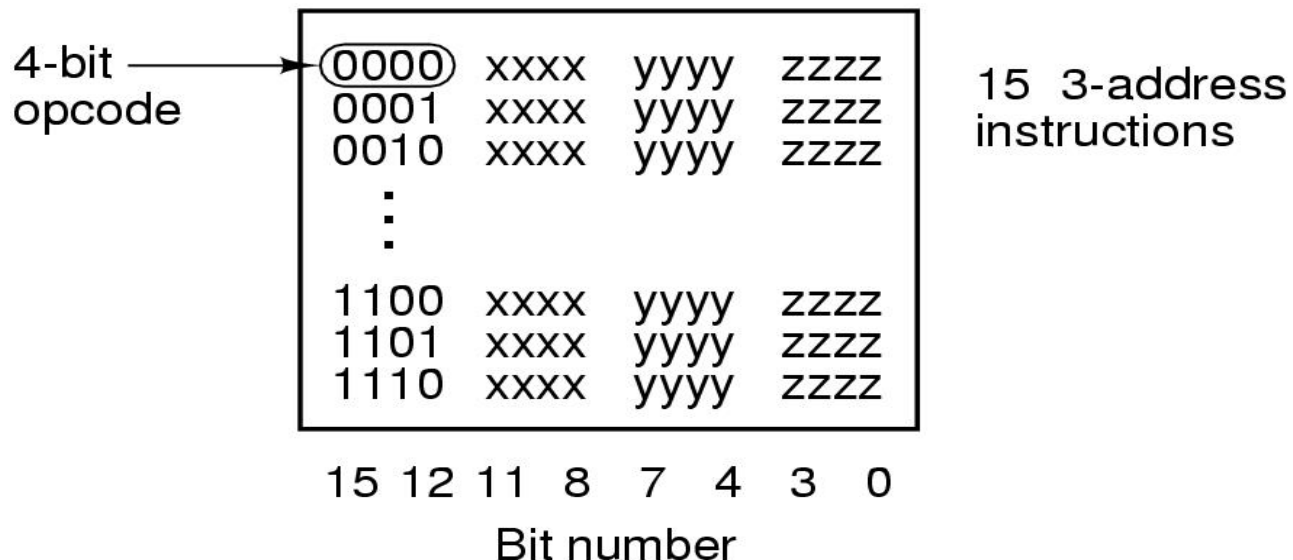 4-bit
opcode
0000 xxxx yyyy zzzz
0001 xxxx yyyy zzzz
0010 xxxx yyyy zzzz
1100 xxxx yyyy zzzz
1101 xxxx yyyy zzzz
1110 xxxx yyyy zzzz
15 3-address
instructions
15 12 11 8 7 4 3 0
Bit number